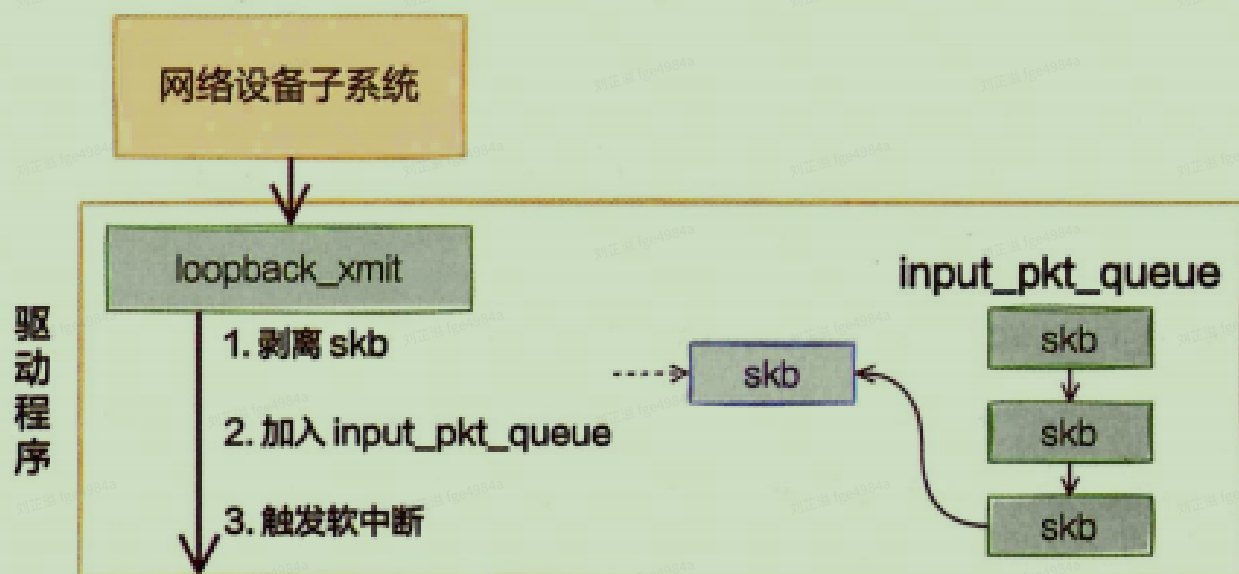 网络设备子系统
loopback_xmit
驱动程序
1. 剥离 skb
2. 加入 input_pkt_queue
3. 触发软中断
skb
input_pkt_queue
skb
skb
skb